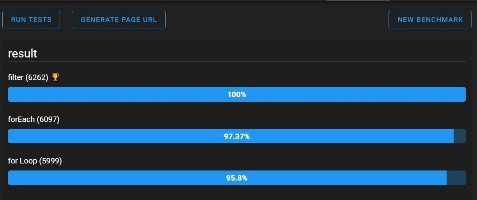 RUN TESTS GENERATE PAGE URL NEW BENCHMARK
result
filter (6262) 🏆
100%
forEach (6097)
97.37%
for Loop (5999)
95.8%